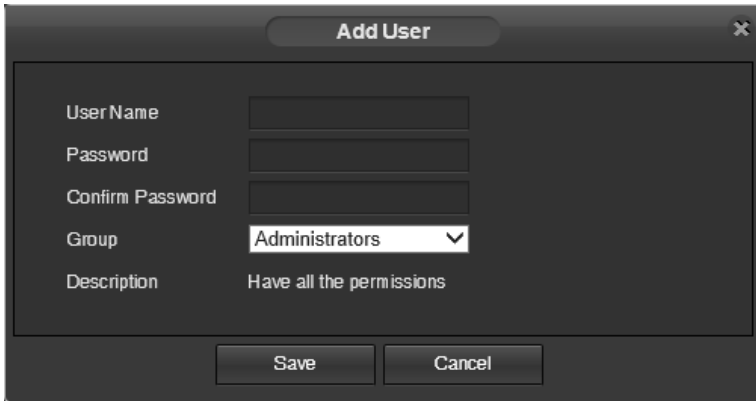 Add User
User Name
Password
Confirm Password
Group Administrators
Description Have all the permissions
Save Cancel